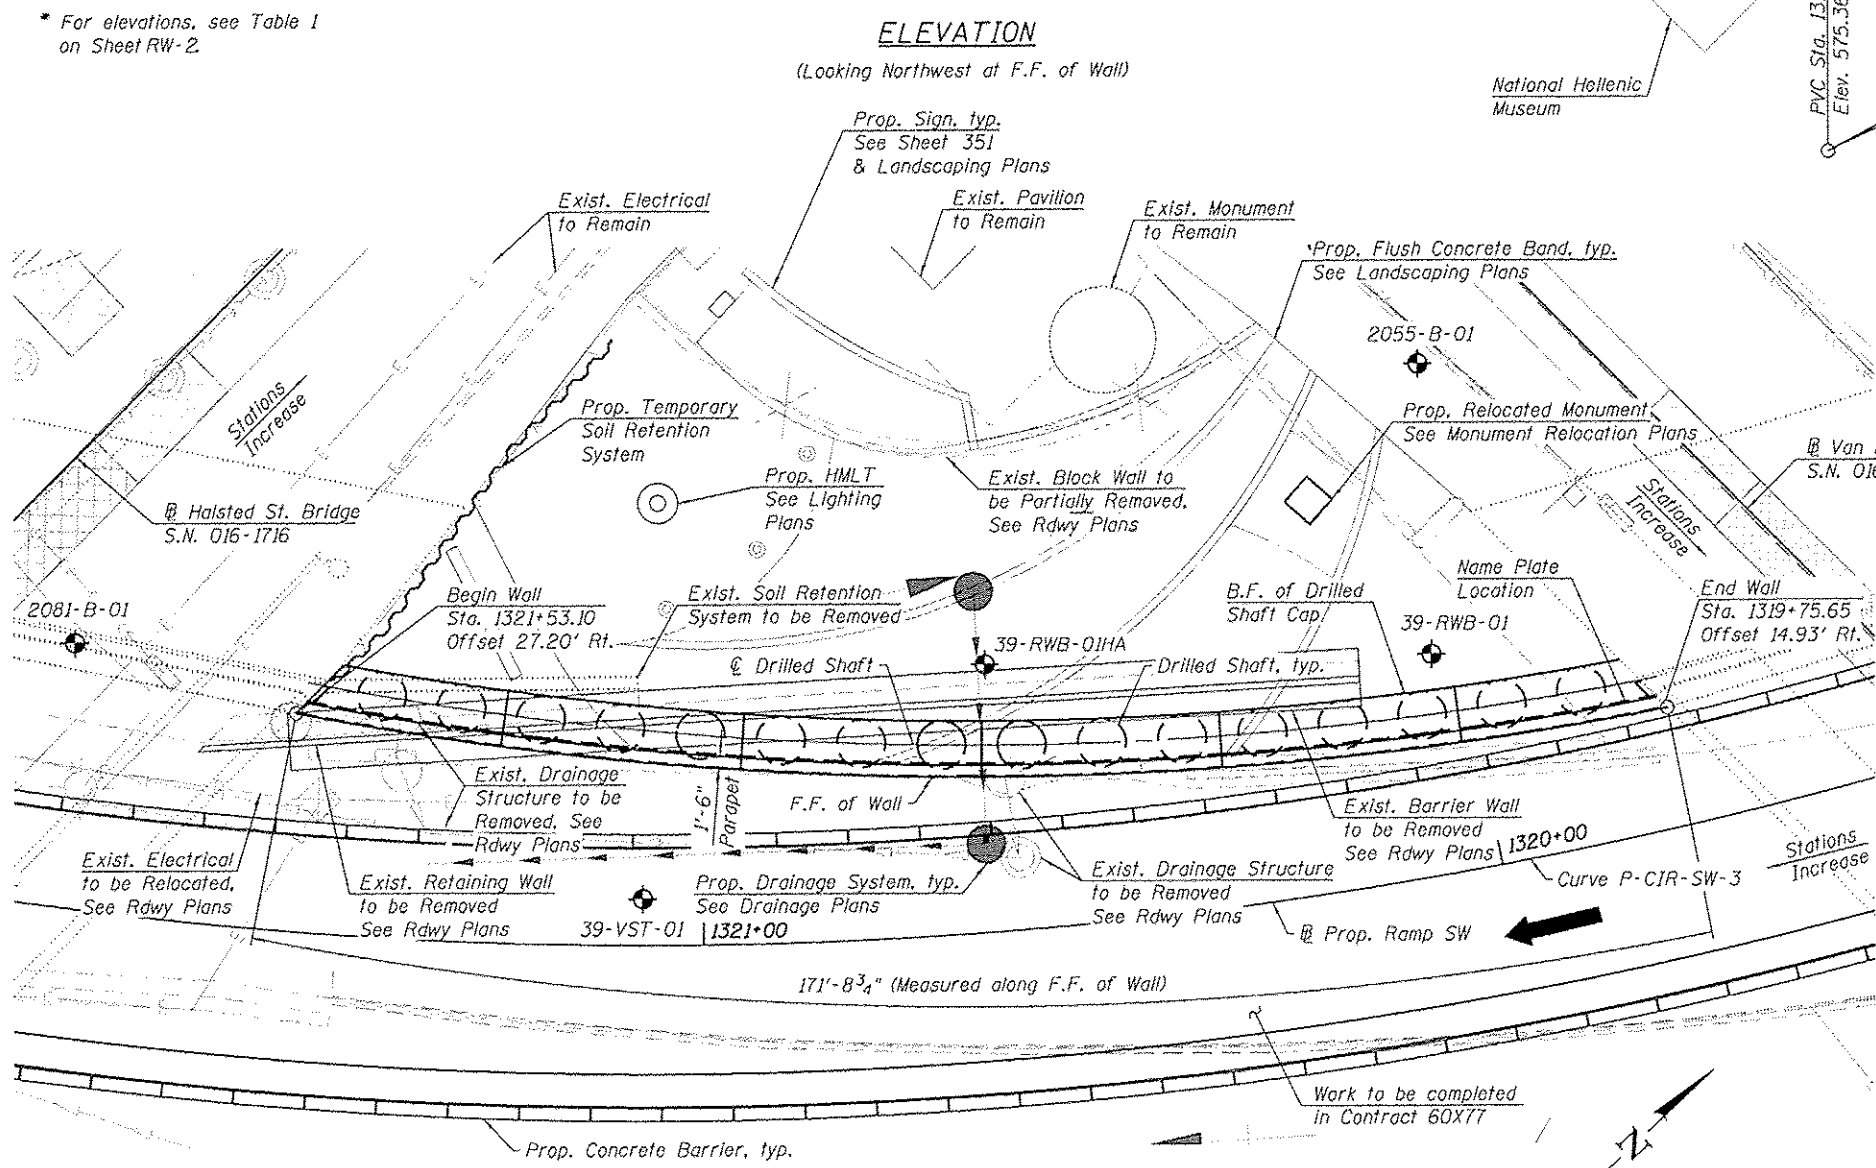 * For elevations, see Table 1
on Sheet RW-2.
ELEVATION
(Looking Northwest at F.F. of Wall)
National Hellenic
Museum
PVC Sta. 13
Elev. 575.36
Prop. Sign, typ.
See Sheet 351
& Landscaping Plans
Exist. Electrical
to Remain
Exist. Pavilion
to Remain
Exist. Monument
to Remain
Prop. Flush Concrete Band, typ.
See Landscaping Plans
2055-B-01
Stations
Increase
Prop. Temporary
Soil Retention
System
Prop. Relocated Monument
See Monument Relocation Plans
℄ Van
S.N. 016
Prop. HMLT
See Lighting
Plans
Exist. Block Wall to
be Partially Removed.
See Rdwy Plans
Stations
Increase
℄ Halsted St. Bridge
S.N. 016-1716
2081-B-01
Begin Wall
Sta. 1321+53.10
Offset 27.20' Rt.
Exist. Soil Retention
System to be Removed
B.F. of Drilled
Shaft Cap
Name Plate
Location
End Wall
Sta. 1319+75.65
Offset 14.93' Rt.
39-RWB-01
39-RWB-01HA
℄ Drilled Shaft
Drilled Shaft, typ.
Exist. Drainage
Structure to be
Removed, See
Rdwy Plans
1'-6"
Parapet
F.F. of Wall
Exist. Barrier Wall
to be Removed
See Rdwy Plans
1320+00
Stations
Increase
Exist. Electrical
to be Relocated,
See Rdwy Plans
Exist. Retaining Wall
to be Removed
See Rdwy Plans
Prop. Drainage System, typ.
See Drainage Plans
Exist. Drainage Structure
to be Removed
See Rdwy Plans
Curve P-CIR-SW-3
39-VST-01
1321+00
℄ Prop. Ramp SW
171'-8¾" (Measured along F.F. of Wall)
Work to be completed
in Contract 60X77
Prop. Concrete Barrier, typ.
N